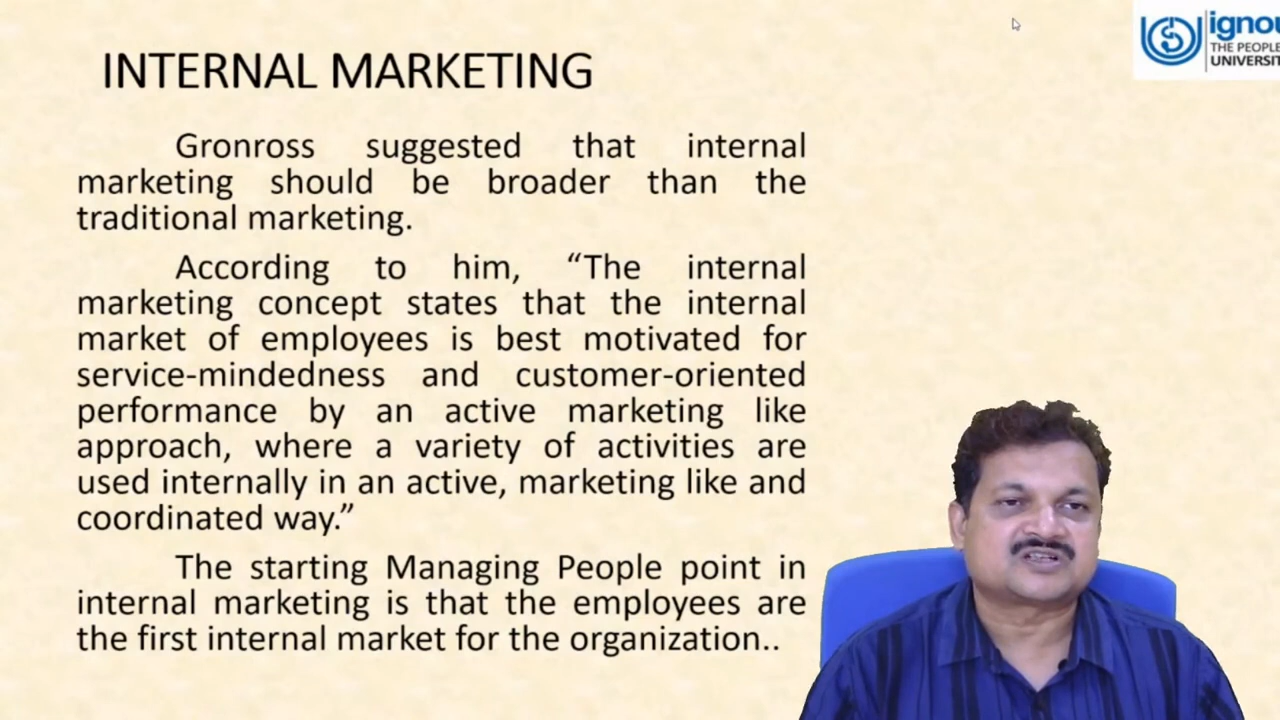 INTERNAL MARKETING
ignou
THE PEOPLE
UNIVERSIT
Gronross suggested that internal
marketing should be broader than the
traditional marketing.
According to him, “The internal
marketing concept states that the internal
market of employees is best motivated for
service-mindedness and customer-oriented
performance by an active marketing like
approach, where a variety of activities are
used internally in an active, marketing like and
coordinated way.”
The starting Managing People point in
internal marketing is that the employees are
the first internal market for the organization..